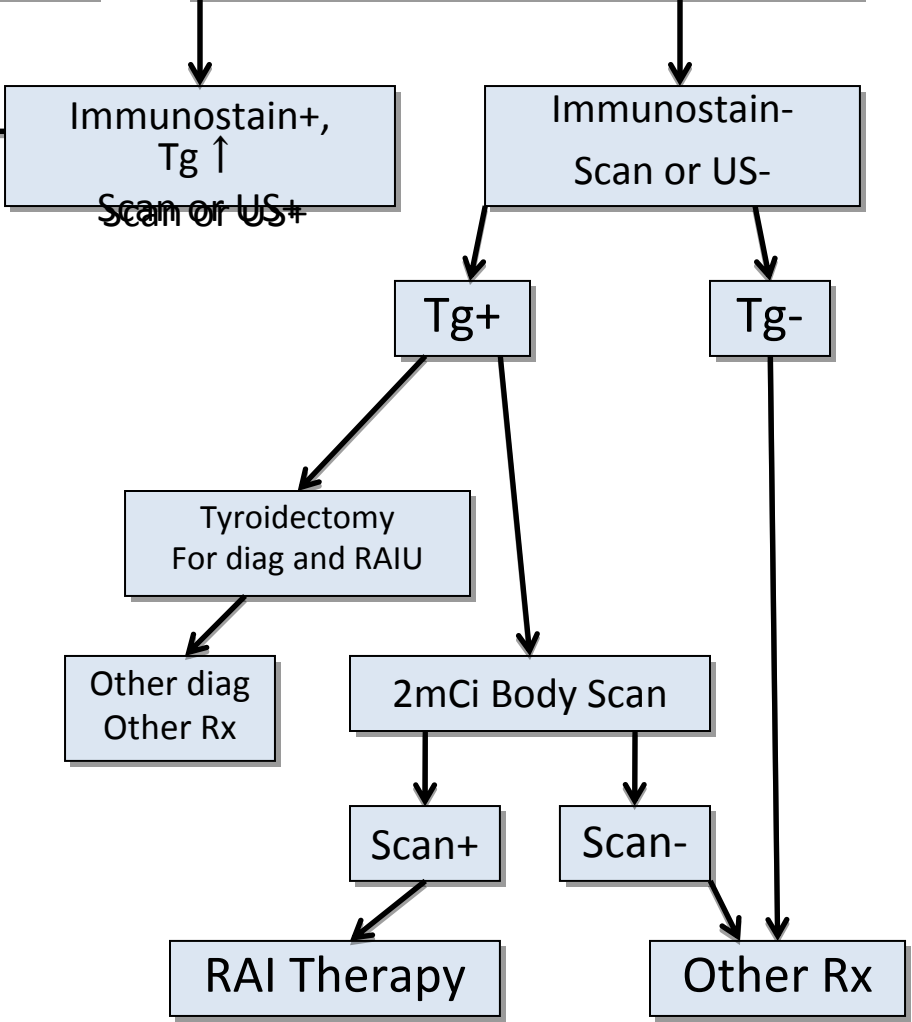 Immunostain+,
Tg ↑
Scan or US+
Immunostain-
Scan or US-
Tg+
Tg-
Tyroidectomy
For diag and RAIU
Other diag
Other Rx
2mCi Body Scan
Scan+
Scan-
RAI Therapy
Other Rx